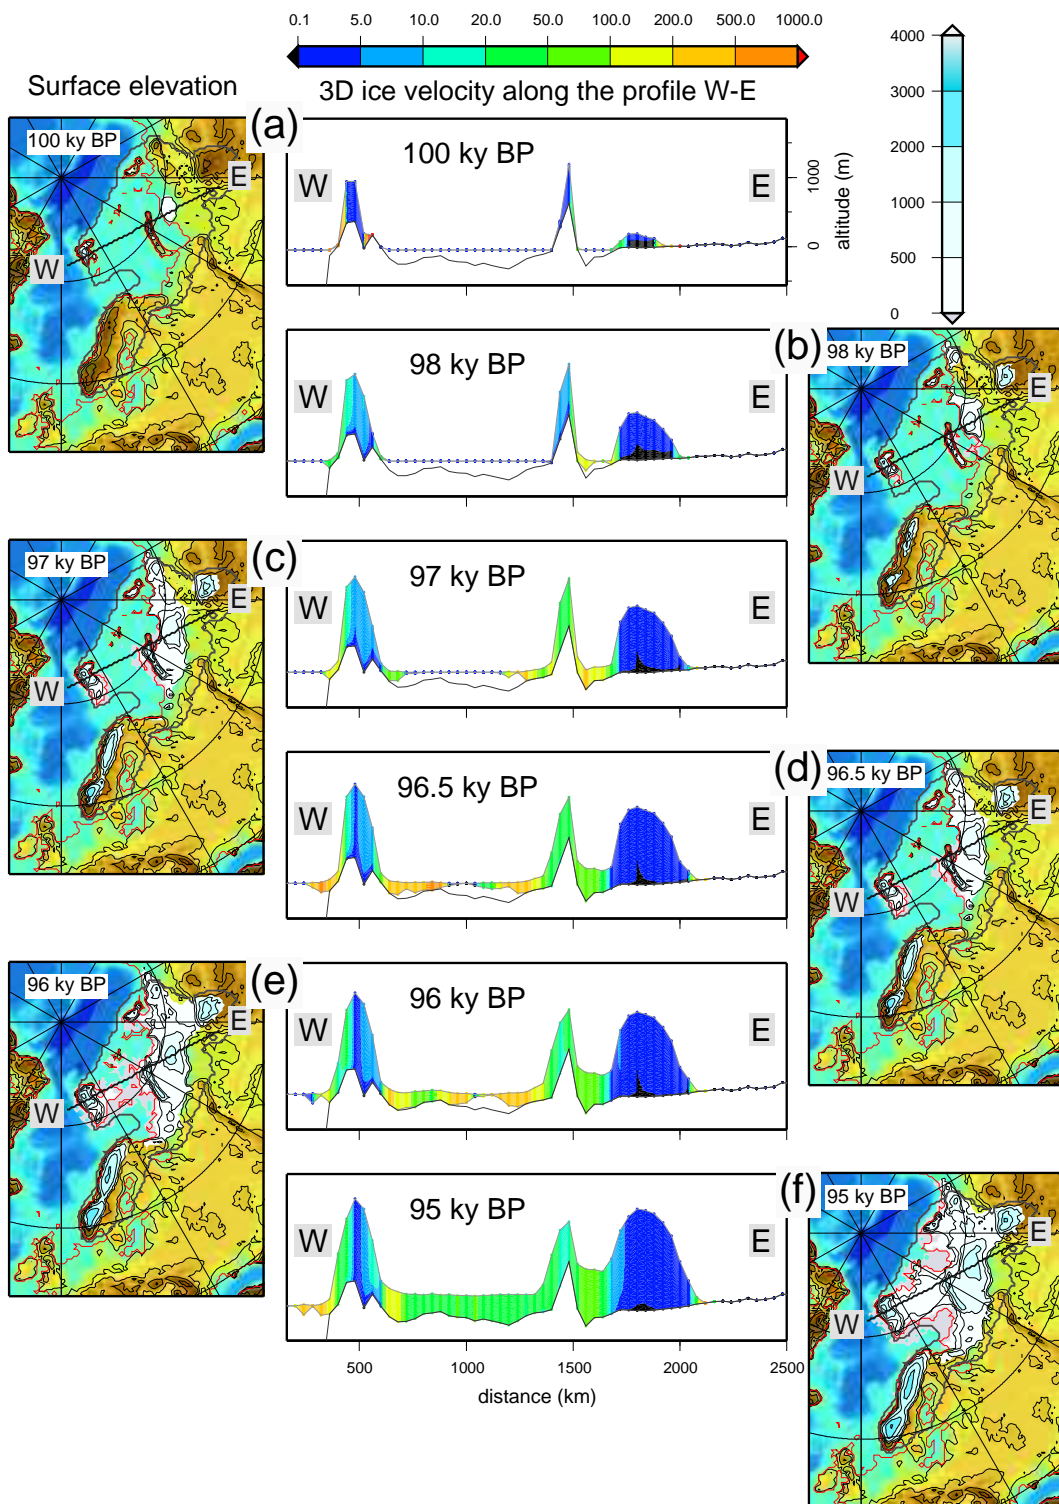 0.1 5.0 10.0 20.0 50.0 100.0 200.0 500.0 1000.0
Surface elevation
3D ice velocity along the profile W-E
4000
3000
2000
1000
500
0
(a)
100 ky BP
W
E
100 ky BP
W
E
1000
0
altitude (m)
98 ky BP
W
E
(b)
98 ky BP
W
E
(c)
97 ky BP
W
E
97 ky BP
W
E
96.5 ky BP
W
E
(d)
96.5 ky BP
W
E
(e)
96 ky BP
W
E
96 ky BP
W
E
95 ky BP
W
E
(f)
95 ky BP
W
E
500 1000 1500 2000 2500
distance (km)